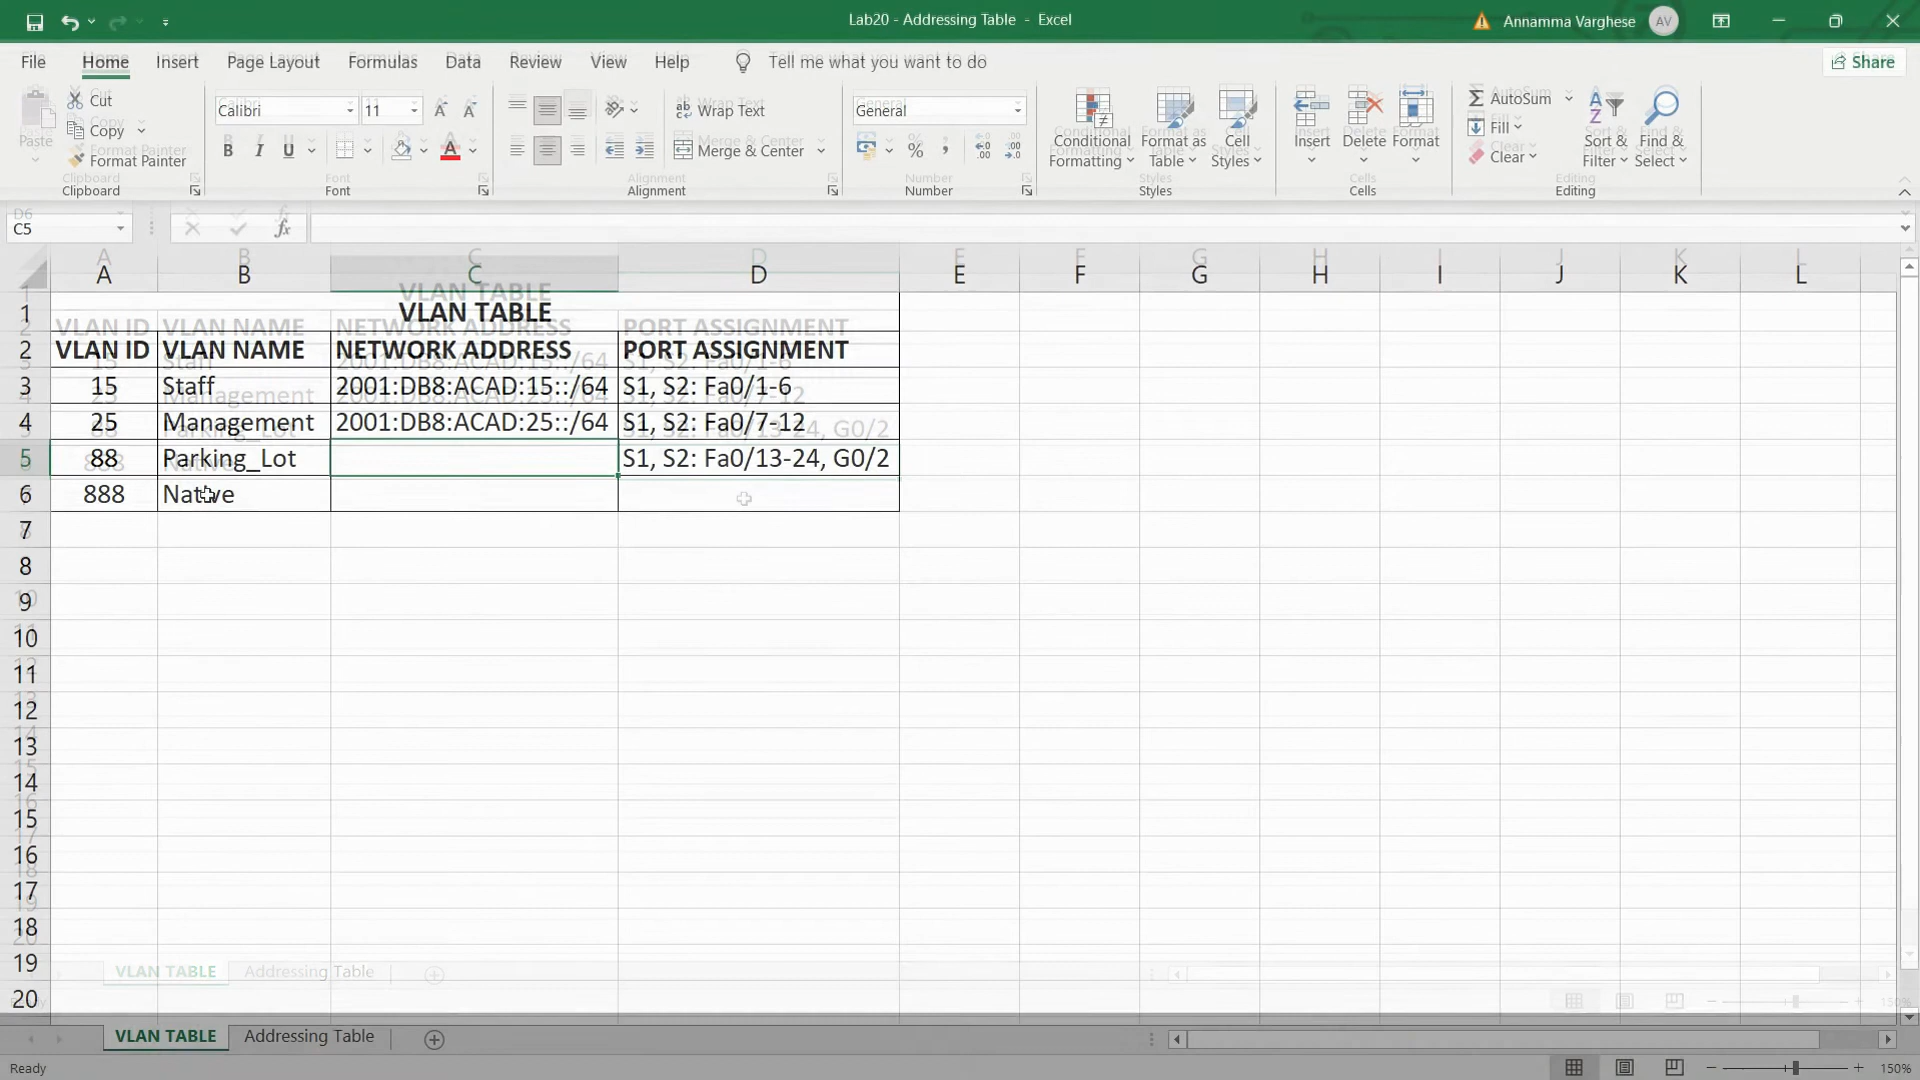 Lab20 - Addressing Table - Excel
Annamma Varghese AV
File Home Insert Page Layout Formulas Data Review View Help Tell me what you want to do Share
Paste Cut Copy Format Painter Clipboard
Calibri 11 B I U A Font
Wrap Text Merge & Center Alignment
General % Number
Conditional Formatting Format as Table Cell Styles Styles
Insert Delete Format Cells
AutoSum Fill Clear Sort & Filter Find & Select Editing
C5 fx
A B C D E F G H I J K L
1 VLAN TABLE
2 VLAN ID VLAN NAME NETWORK ADDRESS PORT ASSIGNMENT
3 15 Staff 2001:DB8:ACAD:15::/64 S1, S2: Fa0/1-6
4 25 Management 2001:DB8:ACAD:25::/64 S1, S2: Fa0/7-12
5 88 Parking_Lot S1, S2: Fa0/13-24, G0/2
6 888 Native
7
8
9
10
11
12
13
14
15
16
17
18
19
20
VLAN TABLE Addressing Table
Ready 150%